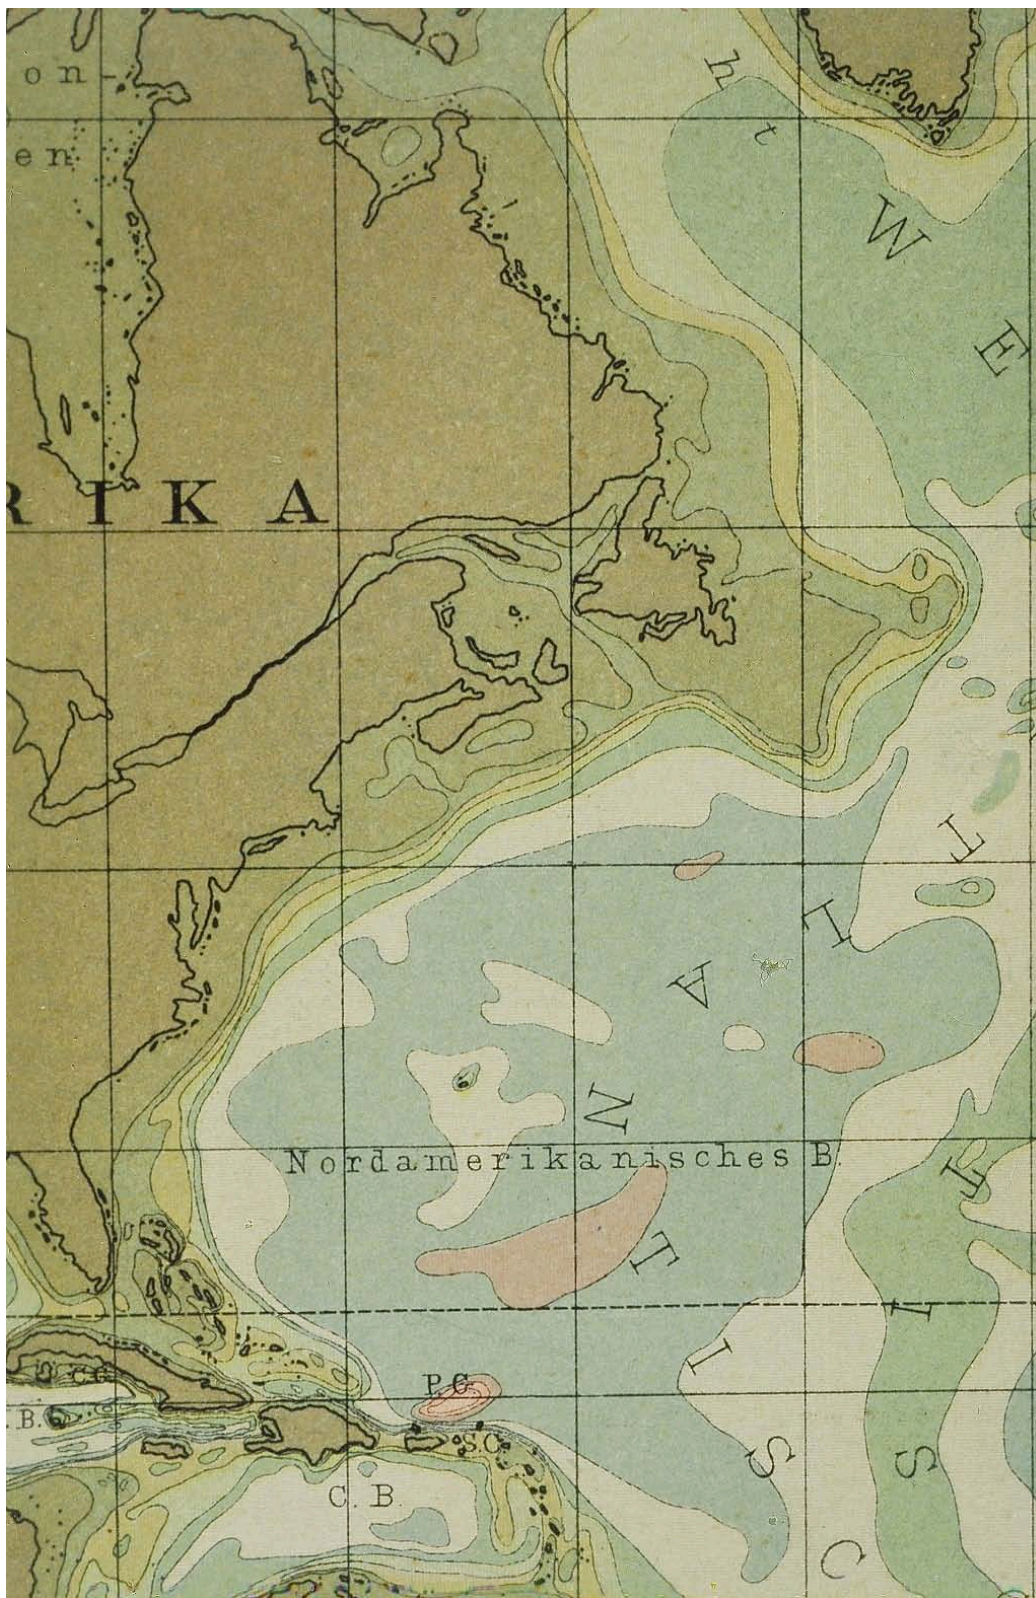 on-
en
h
t
W
E
RIKA
T
L
A
N
Nordamerikanisches B.
T
T
I
I
S
S
C
P.G.
S.C.
C. B.